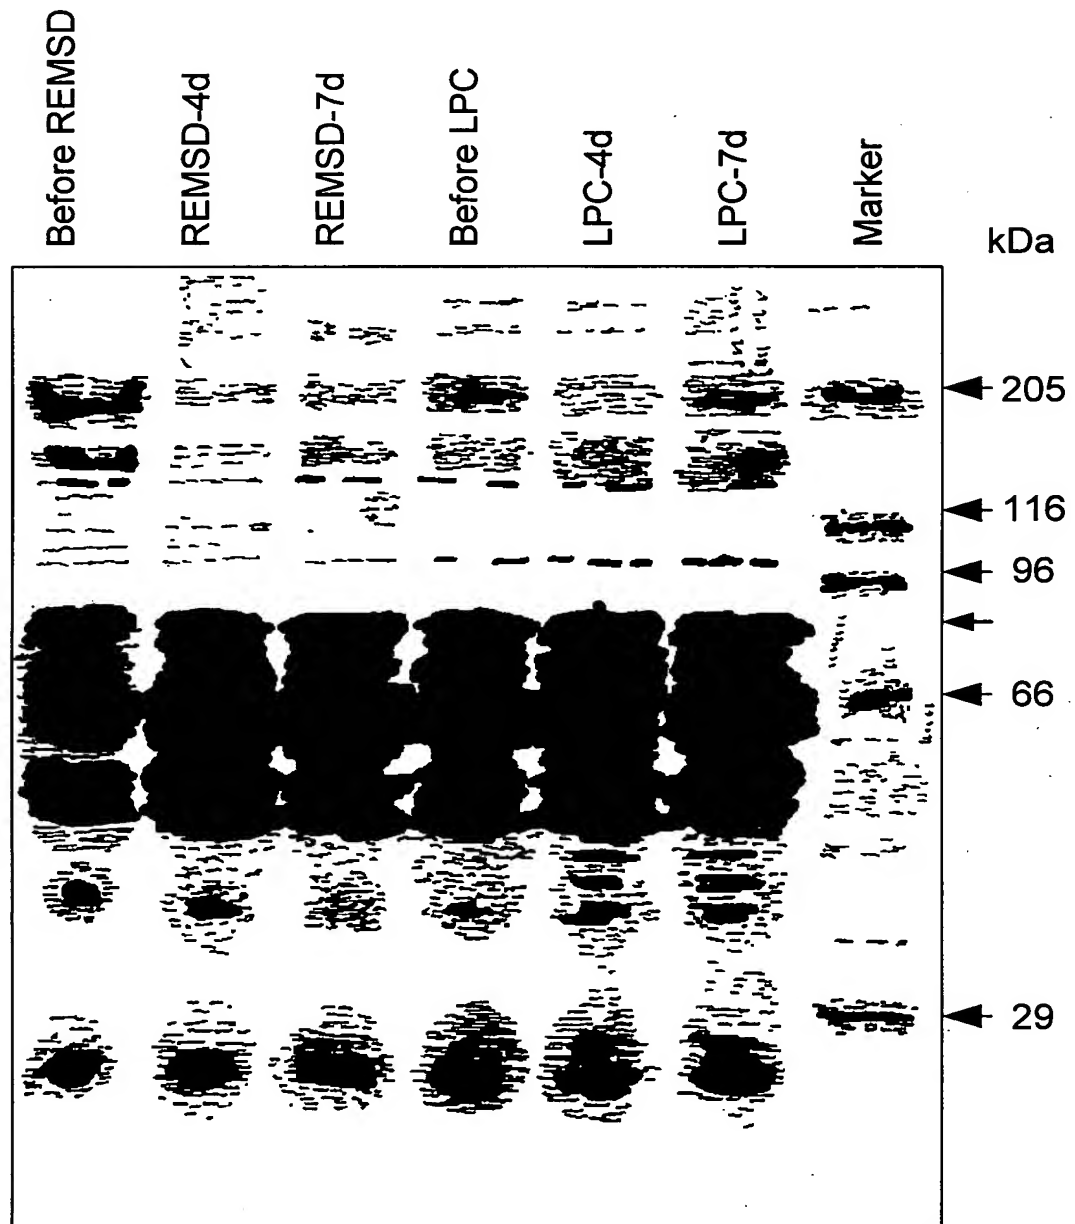 Before REMSD
REMSD-4d
REMSD-7d
Before LPC
LPC-4d
LPC-7d
Marker
kDa
205
116
96
66
29